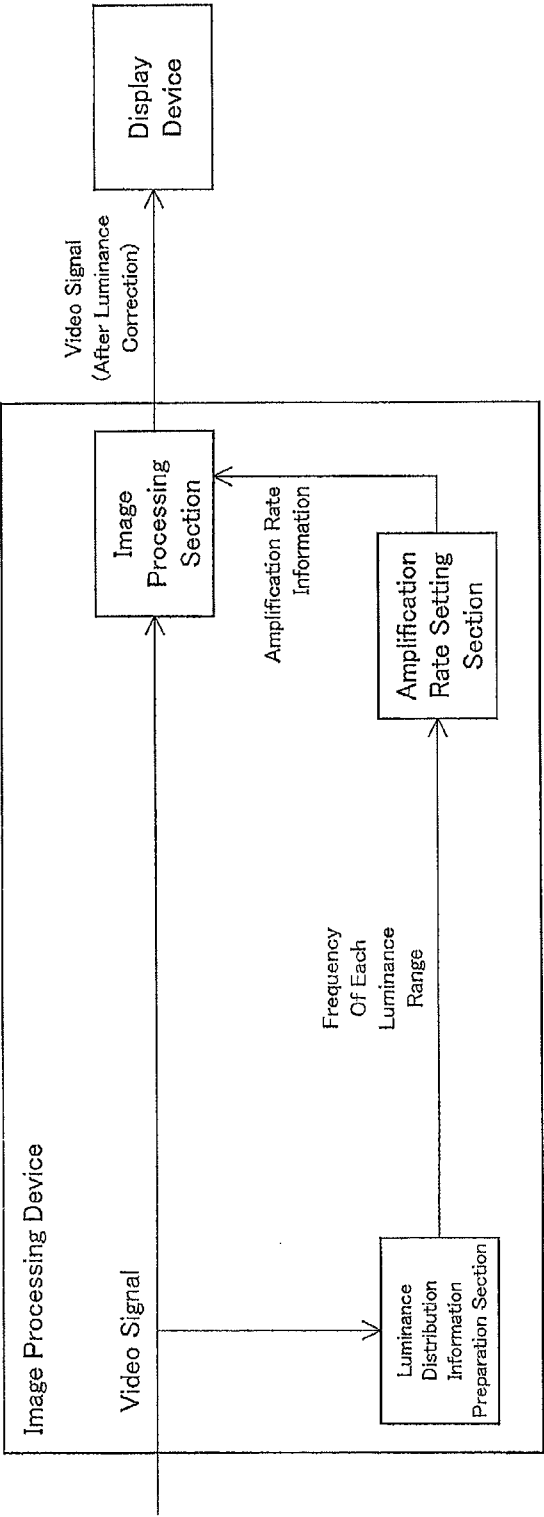 Image Processing Device
Video Signal
Luminance
Distribution
Information
Preparation Section
Frequency
Of Each
Luminance
Range
Amplification
Rate Setting
Section
Amplification Rate
Information
Image
Processing
Section
Video Signal
(After Luminance
Correction)
Display
Device